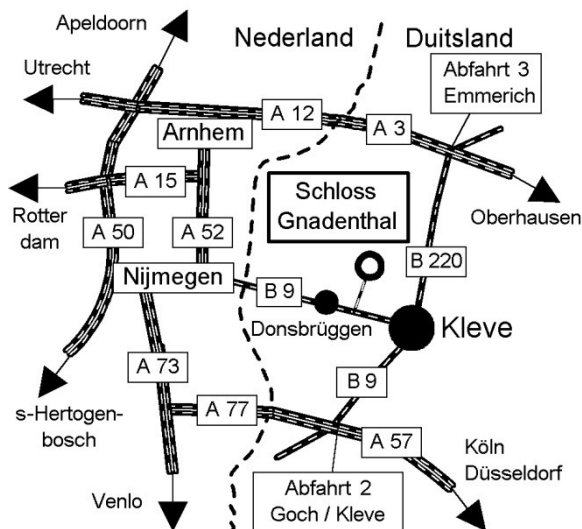 Apeldoorn
Nederland
Duitsland
Utrecht
Abfahrt 3
Emmerich
A 12
A 3
Arnhem
A 15
Schloss
Gnadenthal
Rotter
dam
Oberhausen
A 50
A 52
B 220
Nijmegen
B 9
Donsbrüggen
Kleve
A 73
B 9
s-Hertogen-
bosch
A 77
A 57
Köln
Düsseldorf
Venlo
Abfahrt 2
Goch / Kleve